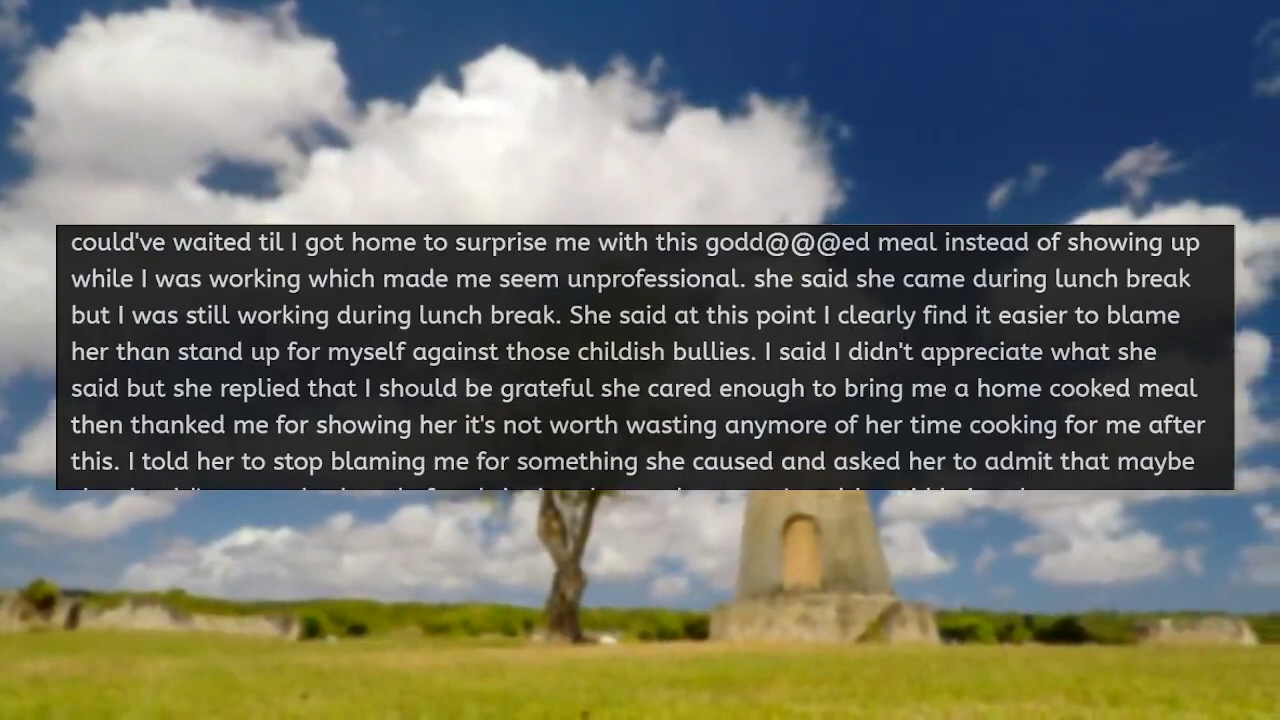 could've waited til I got home to surprise me with this godd@@@ed meal instead of showing up
while I was working which made me seem unprofessional. she said she came during lunch break
but I was still working during lunch break. She said at this point I clearly find it easier to blame
her than stand up for myself against those childish bullies. I said I didn't appreciate what she
said but she replied that I should be grateful she cared enough to bring me a home cooked meal
then thanked me for showing her it's not worth wasting anymore of her time cooking for me after
this. I told her to stop blaming me for something she caused and asked her to admit that maybe